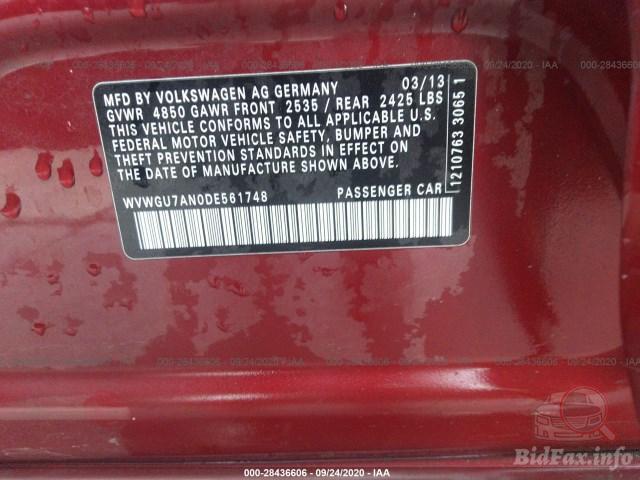 MFD BY VOLKSWAGEN AG GERMANY 03/13
GVWR 4850 GAWR FRONT 2535 / REAR 2425 LBS
THIS VEHICLE CONFORMS TO ALL APPLICABLE U.S.
FEDERAL MOTOR VEHICLE SAFETY, BUMPER AND
THEFT PREVENTION STANDARDS IN EFFECT ON
THE DATE OF MANUFACTURE SHOWN ABOVE.
WVWGU7AN0DE561748 PASSENGER CAR
1210763 3065 1
000-28436606 - 09/24/2020 - IAA
BidFax.info